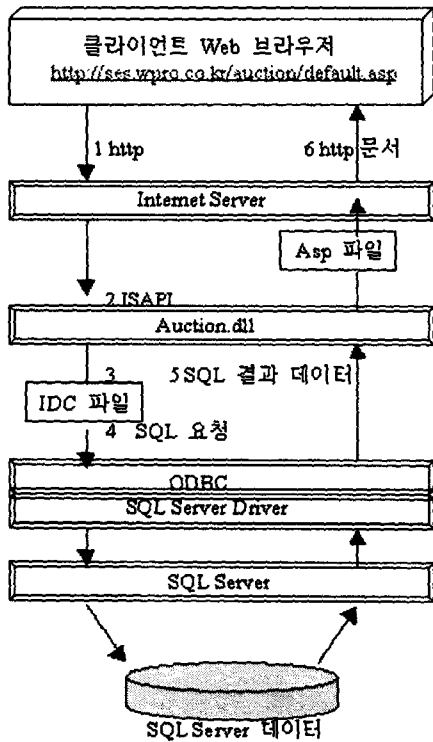 클라이언트 Web 브라우저
http://ses.wpro.co.kr/auction/default.asp
1 http
6 http 문서
Internet Server
Asp 파일
2 ISAPI
Auction.dll
3
5 SQL 결과 데이터
IDC 파일
4 SQL 요청
ODBC
SQL Server Driver
SQL Server
SQL Server 데이터